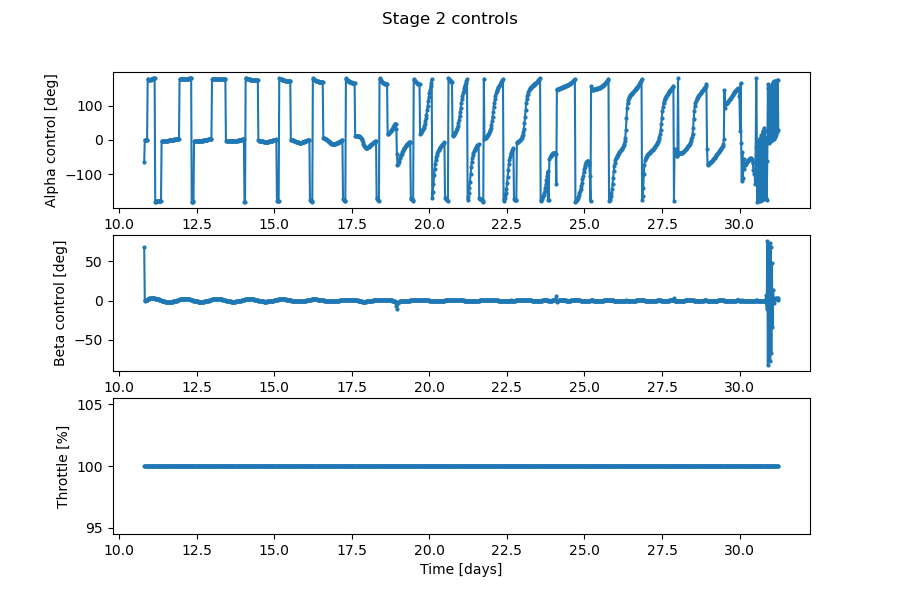 Stage 2 controls
Alpha control [deg]
100
0
−100
10.0 12.5 15.0 17.5 20.0 22.5 25.0 27.5 30.0
Beta control [deg]
50
0
−50
10.0 12.5 15.0 17.5 20.0 22.5 25.0 27.5 30.0
Throttle [%]
105
100
95
10.0 12.5 15.0 17.5 20.0 22.5 25.0 27.5 30.0
Time [days]